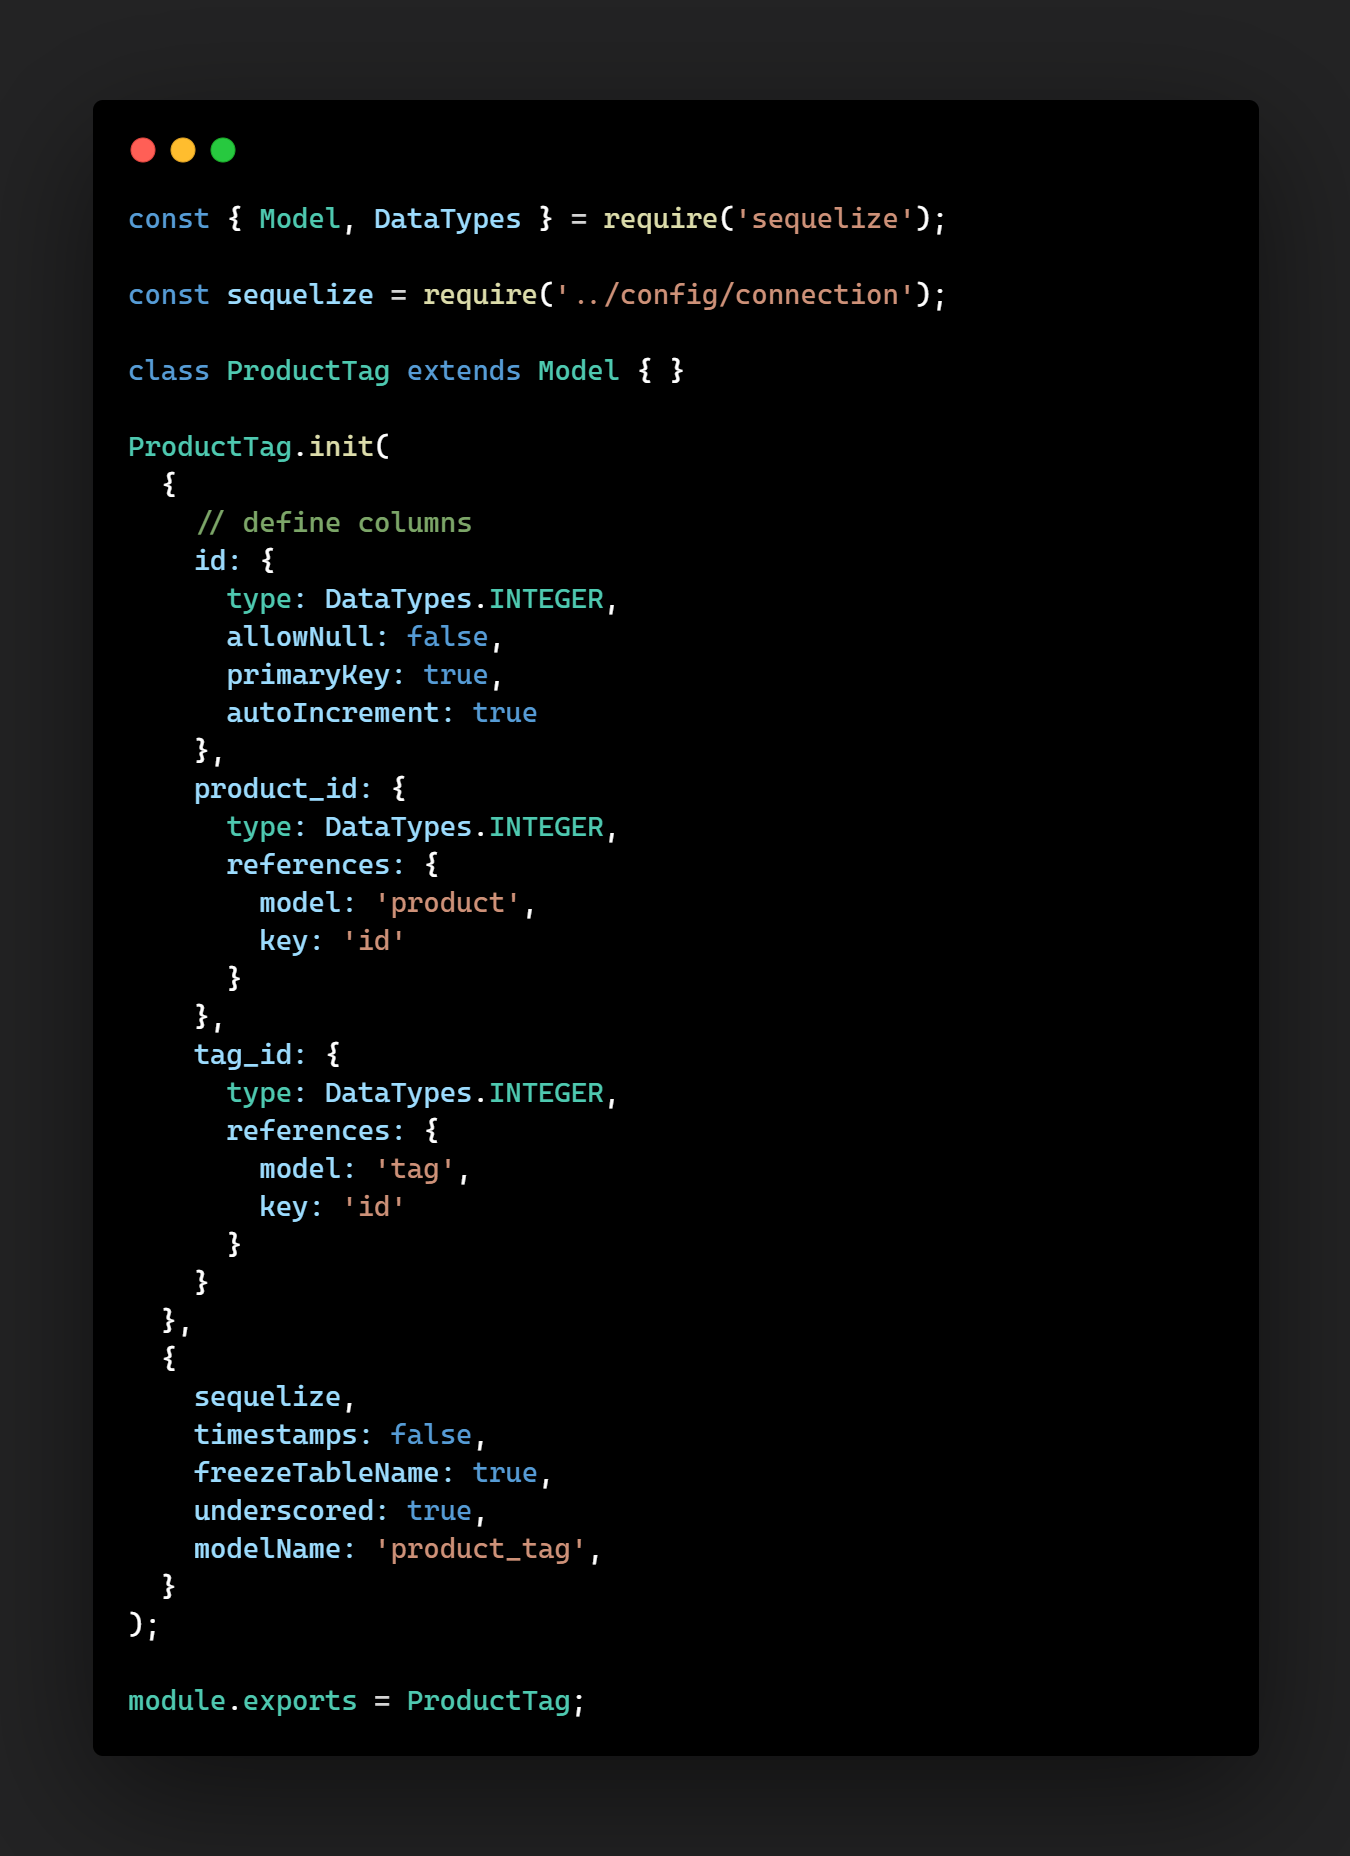 const { Model, DataTypes } = require('sequelize');

const sequelize = require('../config/connection');

class ProductTag extends Model { }

ProductTag.init(
  {
    // define columns
    id: {
      type: DataTypes.INTEGER,
      allowNull: false,
      primaryKey: true,
      autoIncrement: true
    },
    product_id: {
      type: DataTypes.INTEGER,
      references: {
        model: 'product',
        key: 'id'
      }
    },
    tag_id: {
      type: DataTypes.INTEGER,
      references: {
        model: 'tag',
        key: 'id'
      }
    }
  },
  {
    sequelize,
    timestamps: false,
    freezeTableName: true,
    underscored: true,
    modelName: 'product_tag',
  }
);

module.exports = ProductTag;